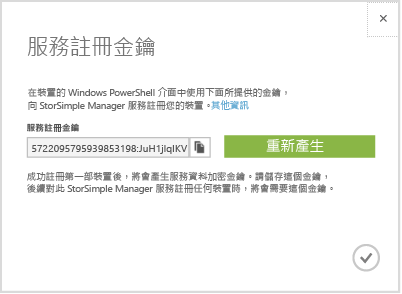 服務註冊金鑰
在裝置的 Windows PowerShell 介面中使用下面所提供的金鑰，
向 StorSimple Manager 服務註冊您的裝置。其他資訊
服務註冊金鑰
5722095795939853198:JuH1jlqIKV
重新產生
成功註冊第一部裝置後，將會產生服務資料加密金鑰。請儲存這個金鑰，
後續對此 StorSimple Manager 服務註冊任何裝置時，將會需要這個金鑰。